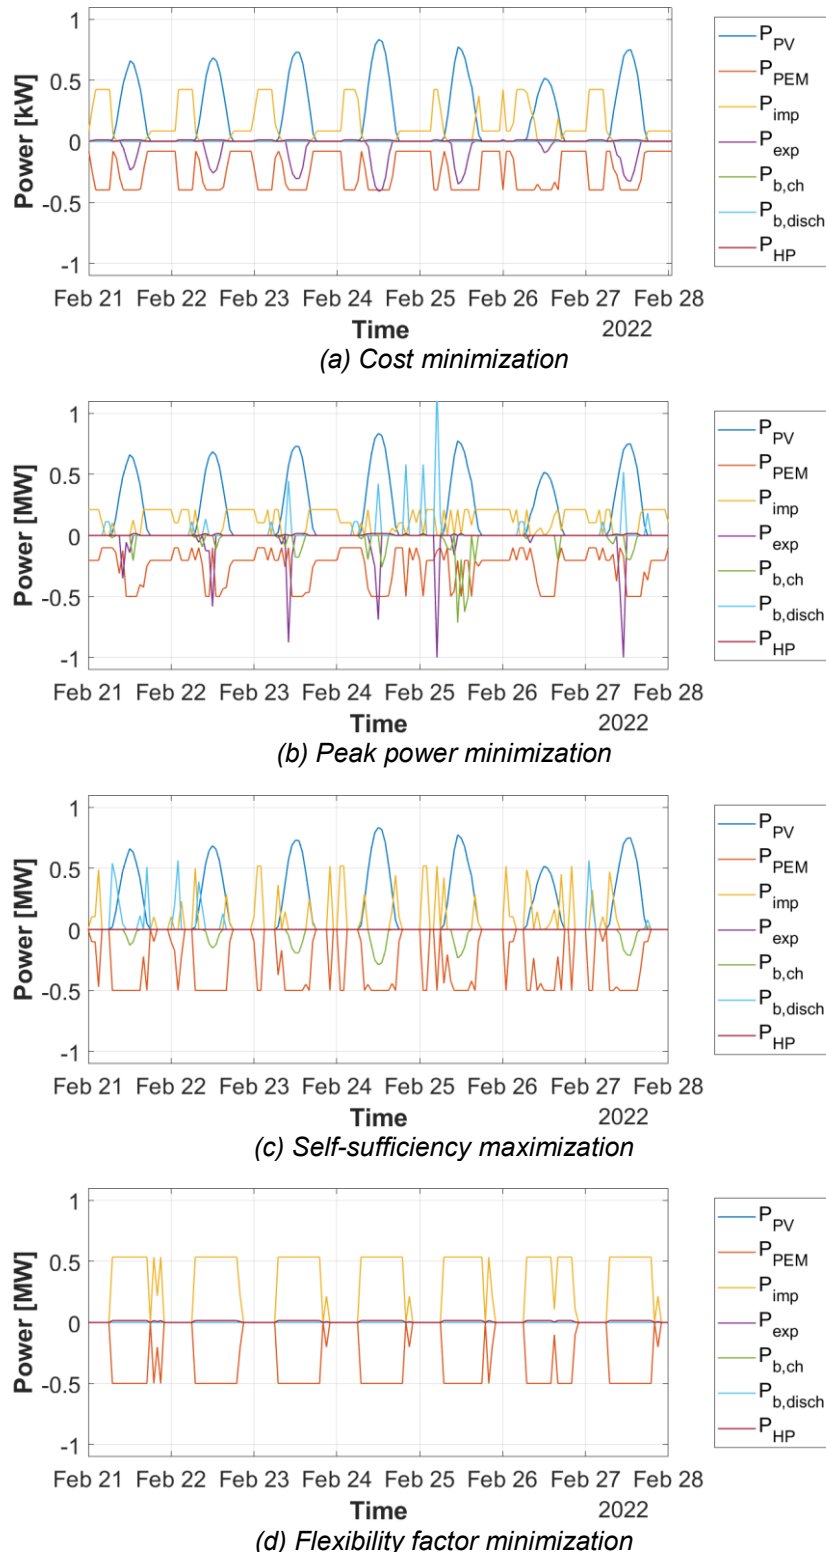 1
0.5
0
-0.5
-1
Power [kW]
Feb 21 Feb 22 Feb 23 Feb 24 Feb 25 Feb 26 Feb 27 Feb 28
Time
2022
P_PV
P_PEM
P_imp
P_exp
P_b,ch
P_b,disch
P_HP
(a) Cost minimization
1
0.5
0
-0.5
-1
Power [MW]
Feb 21 Feb 22 Feb 23 Feb 24 Feb 25 Feb 26 Feb 27 Feb 28
Time
2022
P_PV
P_PEM
P_imp
P_exp
P_b,ch
P_b,disch
P_HP
(b) Peak power minimization
1
0.5
0
-0.5
-1
Power [MW]
Feb 21 Feb 22 Feb 23 Feb 24 Feb 25 Feb 26 Feb 27 Feb 28
Time
2022
P_PV
P_PEM
P_imp
P_exp
P_b,ch
P_b,disch
P_HP
(c) Self-sufficiency maximization
1
0.5
0
-0.5
-1
Power [MW]
Feb 21 Feb 22 Feb 23 Feb 24 Feb 25 Feb 26 Feb 27 Feb 28
Time
2022
P_PV
P_PEM
P_imp
P_exp
P_b,ch
P_b,disch
P_HP
(d) Flexibility factor minimization